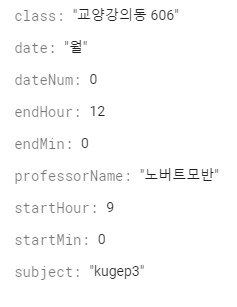 class: "교양강의동 606"
date: "월"
dateNum: 0
endHour: 12
endMin: 0
professorName: "노버트모반"
startHour: 9
startMin: 0
subject: "kugep3"